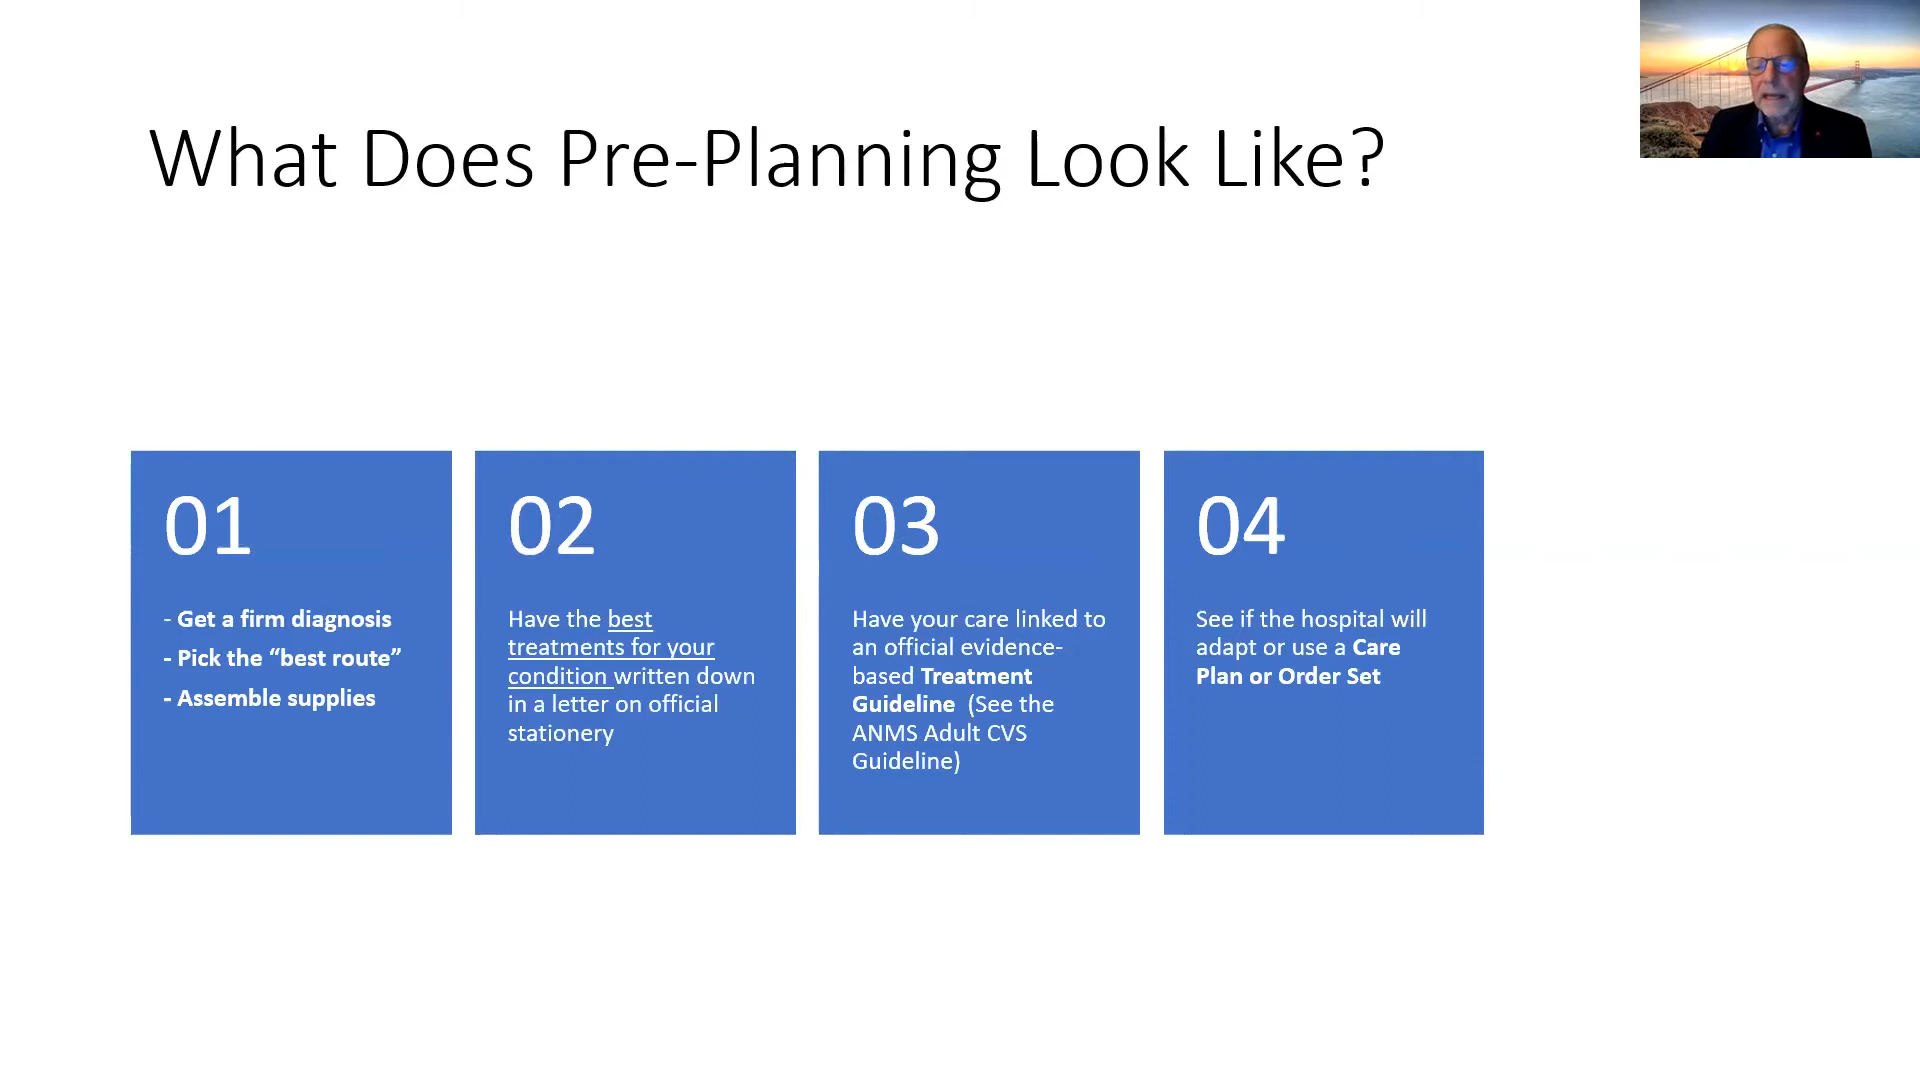 What Does Pre-Planning Look Like?
01
- Get a firm diagnosis
- Pick the “best route”
- Assemble supplies
02
Have the best
treatments for your
condition written down
in a letter on official
stationery
03
Have your care linked to
an official evidence-
based Treatment
Guideline (See the
ANMS Adult CVS
Guideline)
04
See if the hospital will
adapt or use a Care
Plan or Order Set